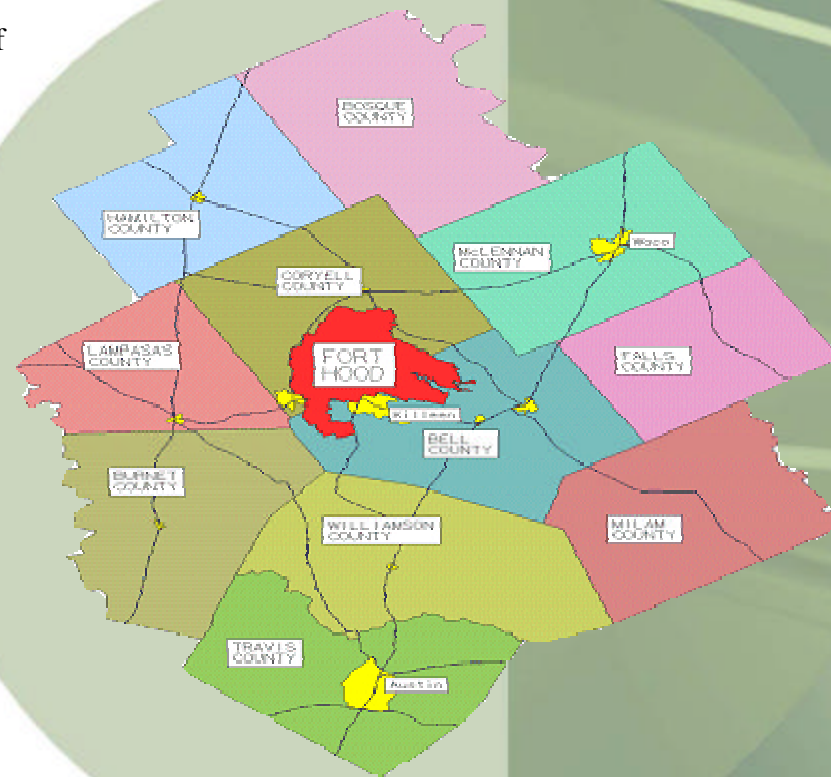 f
BOSQUE
COUNTY
HAMILTON
COUNTY
McLENNAN
COUNTY
Waco
CORYELL
COUNTY
LAMPASAS
COUNTY
FORT
HOOD
FALLS
COUNTY
Killeen
BELL
COUNTY
BURNET
COUNTY
WILLIAMSON
COUNTY
MILAM
COUNTY
TRAVIS
COUNTY
Austin